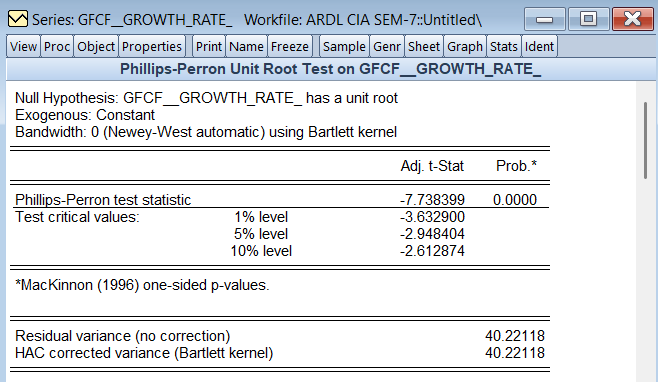 Series: GFCF__GROWTH_RATE_ Workfile: ARDL CIA SEM-7::Untitled\
View Proc Object Properties Print Name Freeze Sample Genr Sheet Graph Stats Ident
Phillips-Perron Unit Root Test on GFCF__GROWTH_RATE_
Null Hypothesis: GFCF__GROWTH_RATE_ has a unit root
Exogenous: Constant
Bandwidth: 0 (Newey-West automatic) using Bartlett kernel
Adj. t-Stat Prob.*
Phillips-Perron test statistic -7.738399 0.0000
Test critical values: 1% level -3.632900
5% level -2.948404
10% level -2.612874
*MacKinnon (1996) one-sided p-values.
Residual variance (no correction) 40.22118
HAC corrected variance (Bartlett kernel) 40.22118